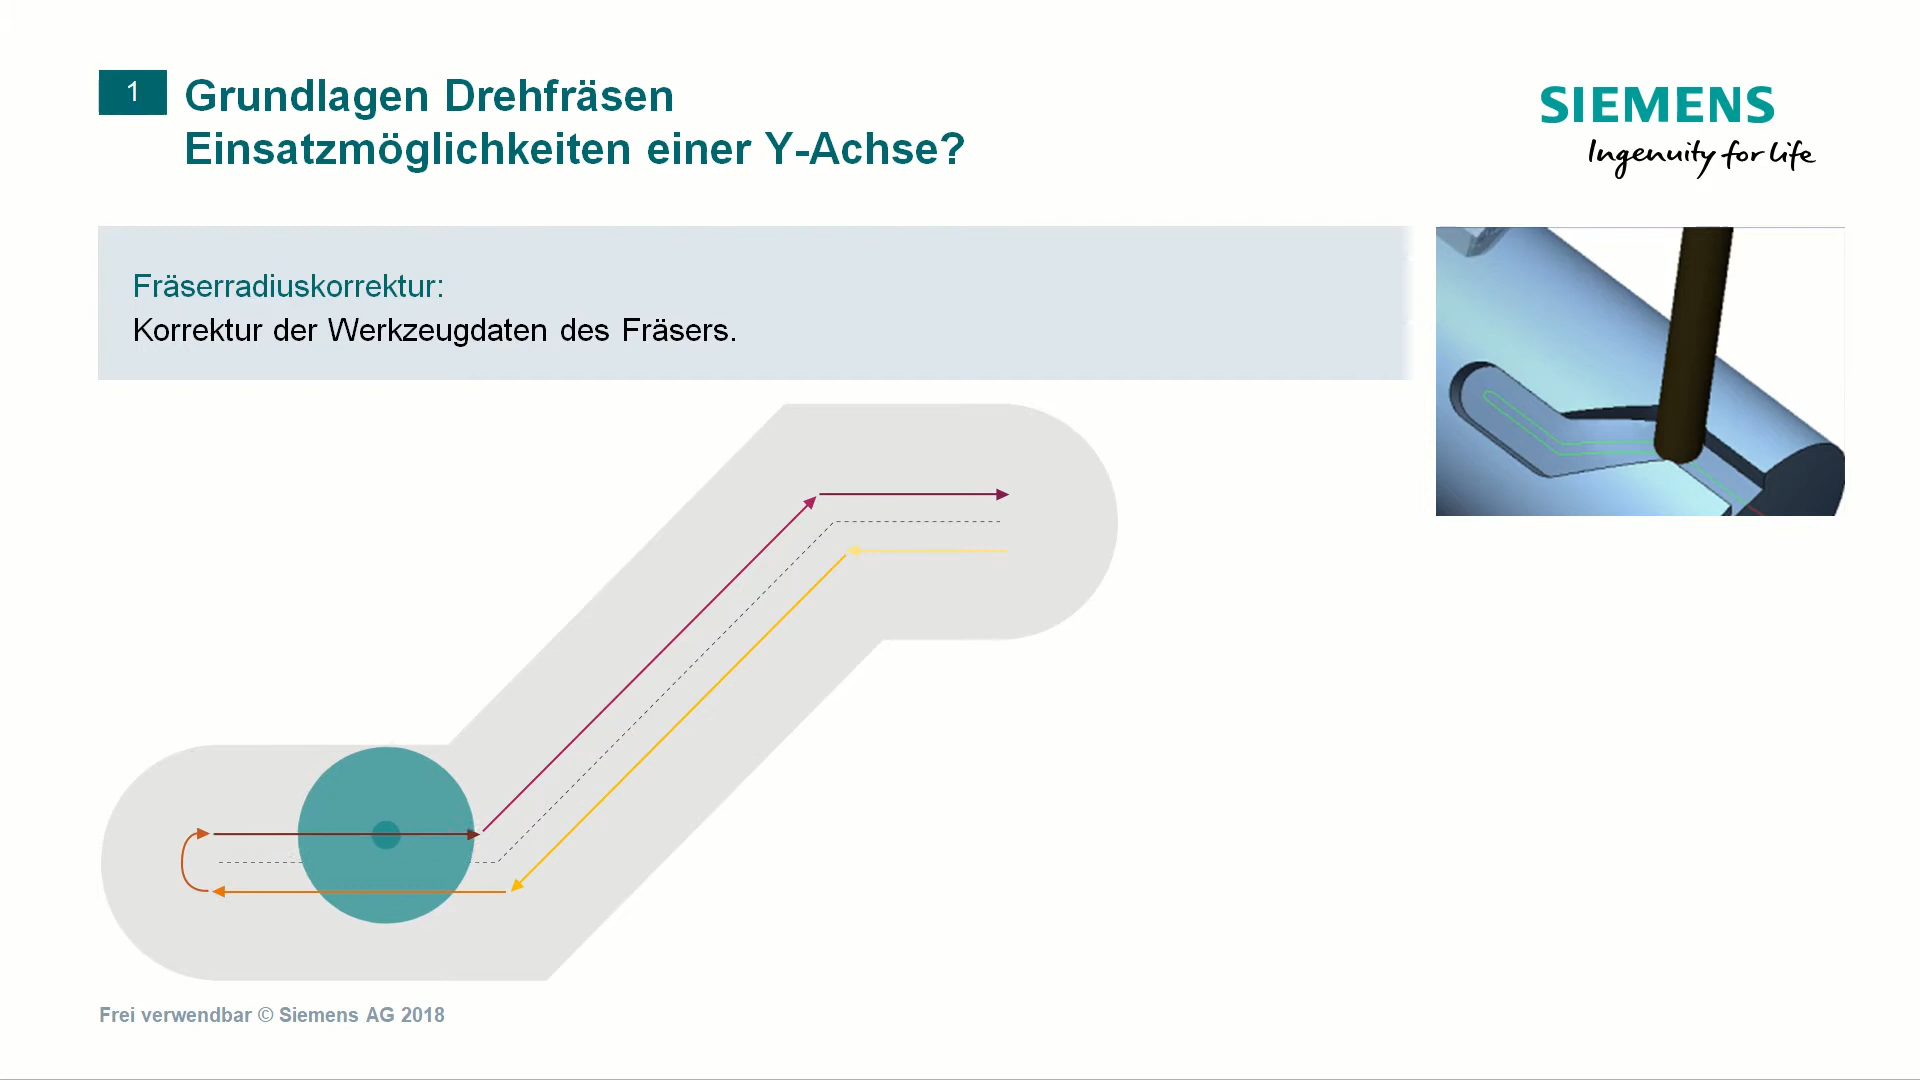 1
Grundlagen Drehfräsen
Einsatzmöglichkeiten einer Y-Achse?
SIEMENS
Ingenuity for life
Fräserradiuskorrektur:
Korrektur der Werkzeugdaten des Fräsers.
Frei verwendbar © Siemens AG 2018